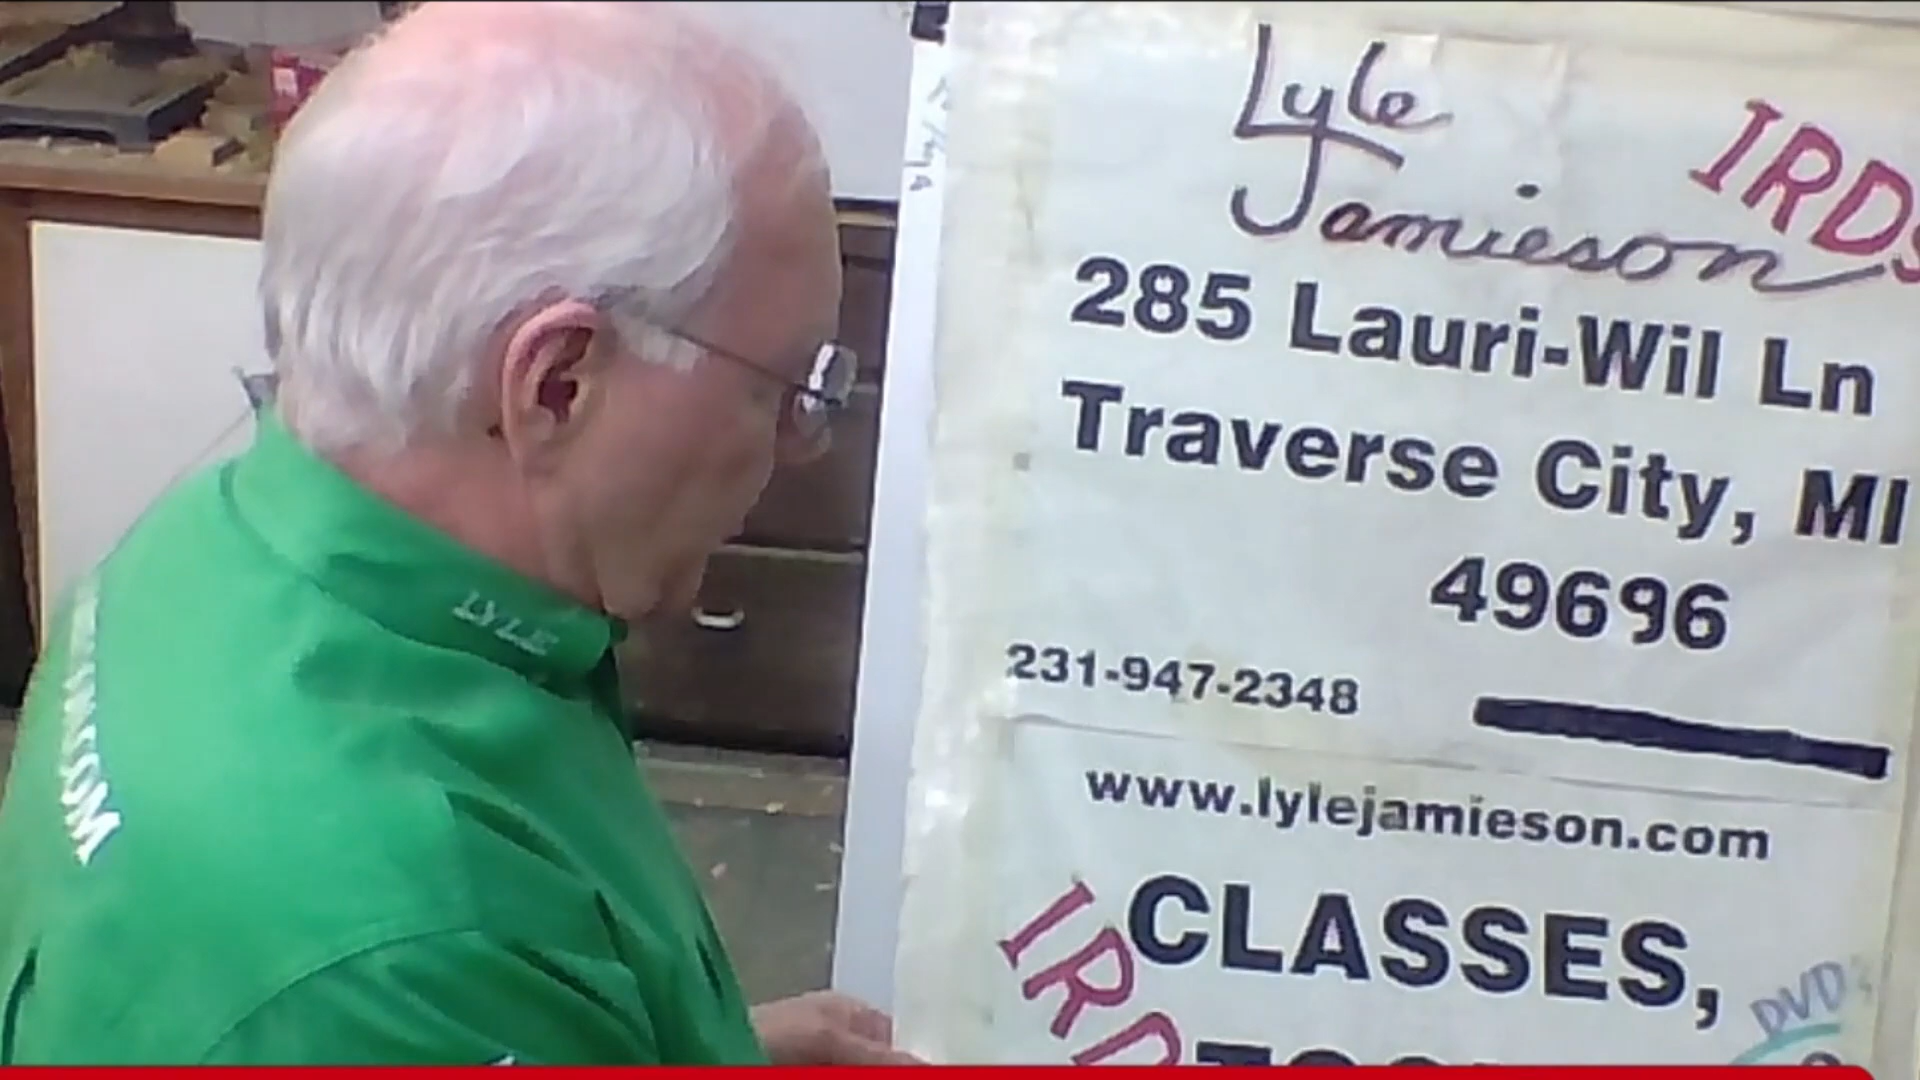 Lyle
Jamieson
IRDS
285 Lauri-Wil Ln
Traverse City, MI
49696
231-947-2348
www.lylejamieson.com
CLASSES,
IRD
DVD
LYLE